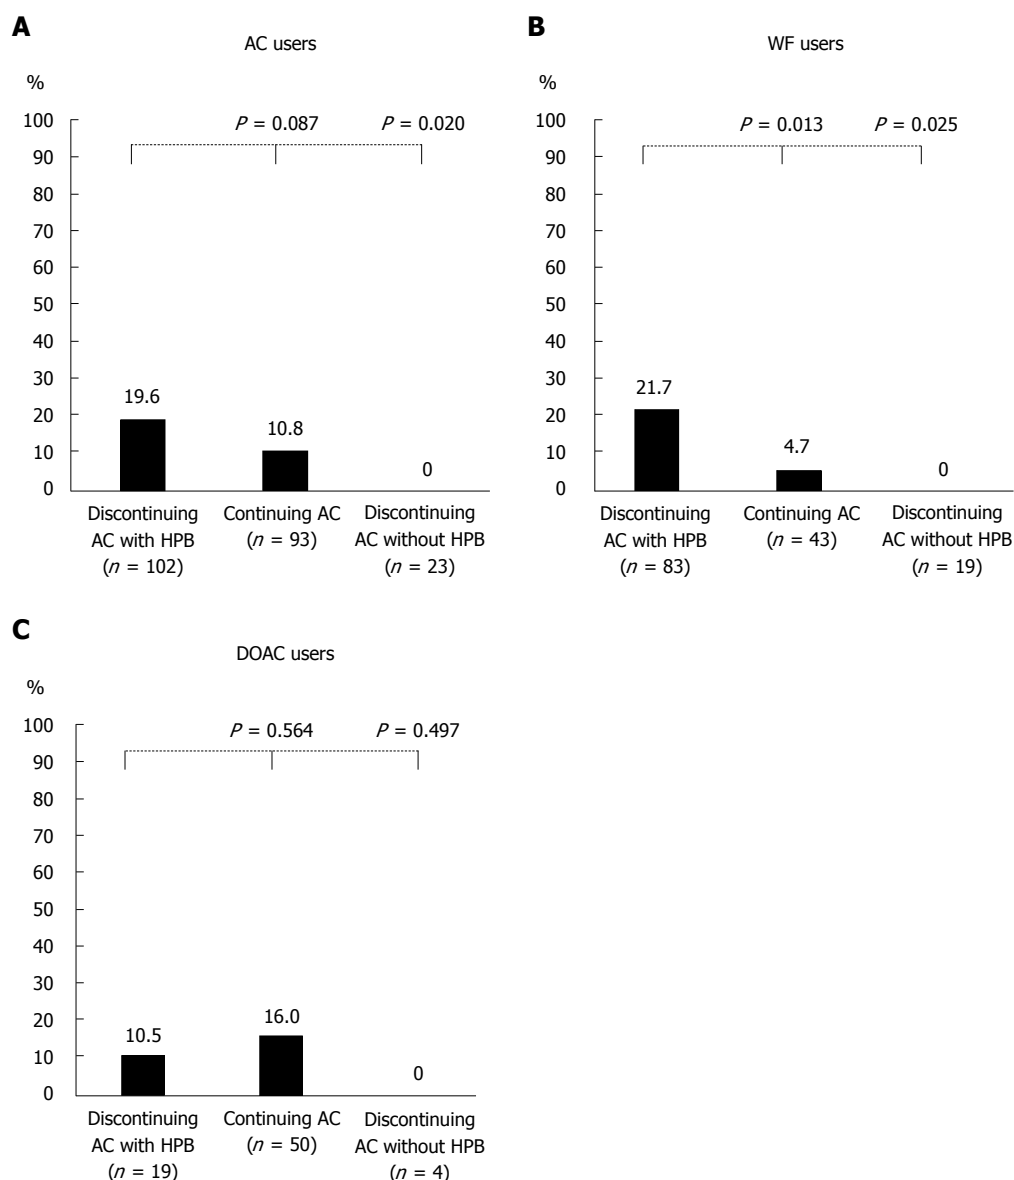 A
AC users
%
P = 0.087
P = 0.020
100
90
80
70
60
50
40
30
20
10
0
19.6
10.8
0
Discontinuing
AC with HPB
(n = 102)
Continuing AC
(n = 93)
Discontinuing
AC without HPB
(n = 23)
B
WF users
%
P = 0.013
P = 0.025
100
90
80
70
60
50
40
30
20
10
0
21.7
4.7
0
Discontinuing
AC with HPB
(n = 83)
Continuing AC
(n = 43)
Discontinuing
AC without HPB
(n = 19)
C
DOAC users
%
P = 0.564
P = 0.497
100
90
80
70
60
50
40
30
20
10
0
10.5
16.0
0
Discontinuing
AC with HPB
(n = 19)
Continuing AC
(n = 50)
Discontinuing
AC without HPB
(n = 4)